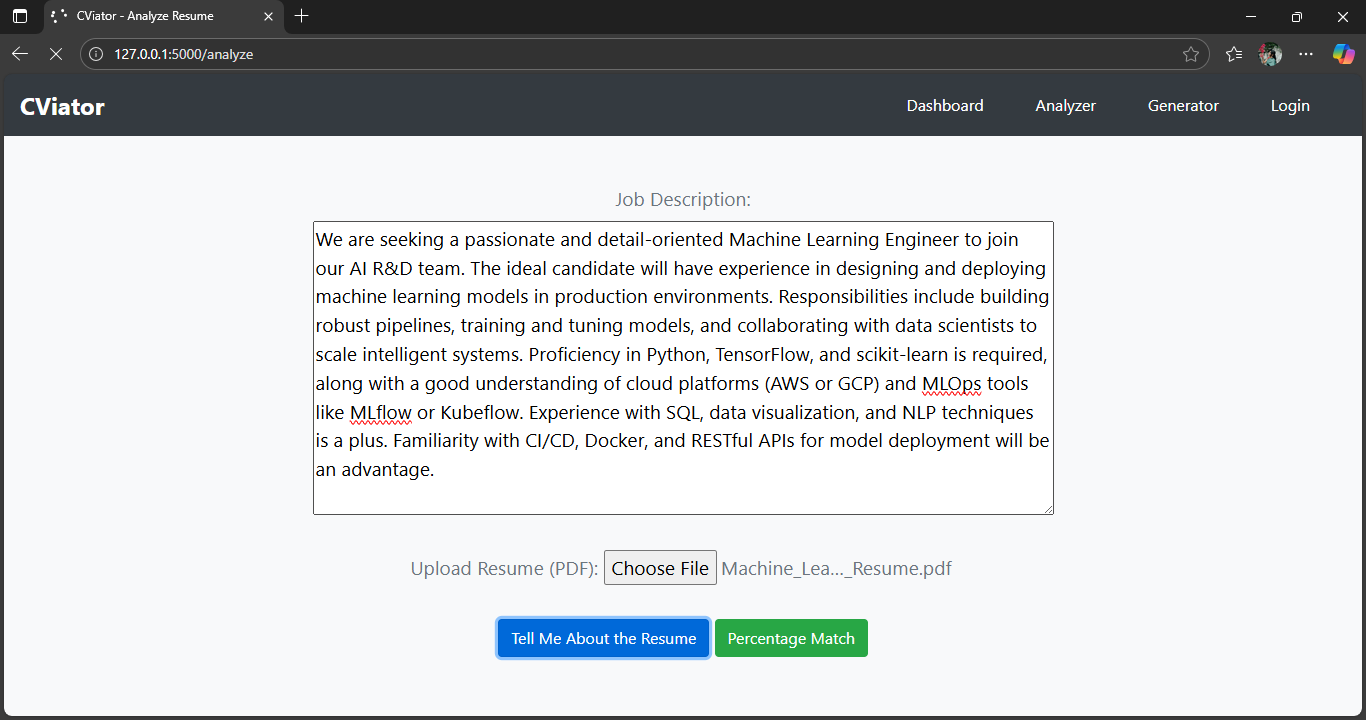 CViator - Analyze Resume
127.0.0.1:5000/analyze
CViator
Dashboard
Analyzer
Generator
Login
Job Description:
We are seeking a passionate and detail-oriented Machine Learning Engineer to join
our AI R&D team. The ideal candidate will have experience in designing and deploying
machine learning models in production environments. Responsibilities include building
robust pipelines, training and tuning models, and collaborating with data scientists to
scale intelligent systems. Proficiency in Python, TensorFlow, and scikit-learn is required,
along with a good understanding of cloud platforms (AWS or GCP) and MLOps tools
like MLflow or Kubeflow. Experience with SQL, data visualization, and NLP techniques
is a plus. Familiarity with CI/CD, Docker, and RESTful APIs for model deployment will be
an advantage.
Upload Resume (PDF): Choose File Machine_Lea..._Resume.pdf
Tell Me About the Resume
Percentage Match